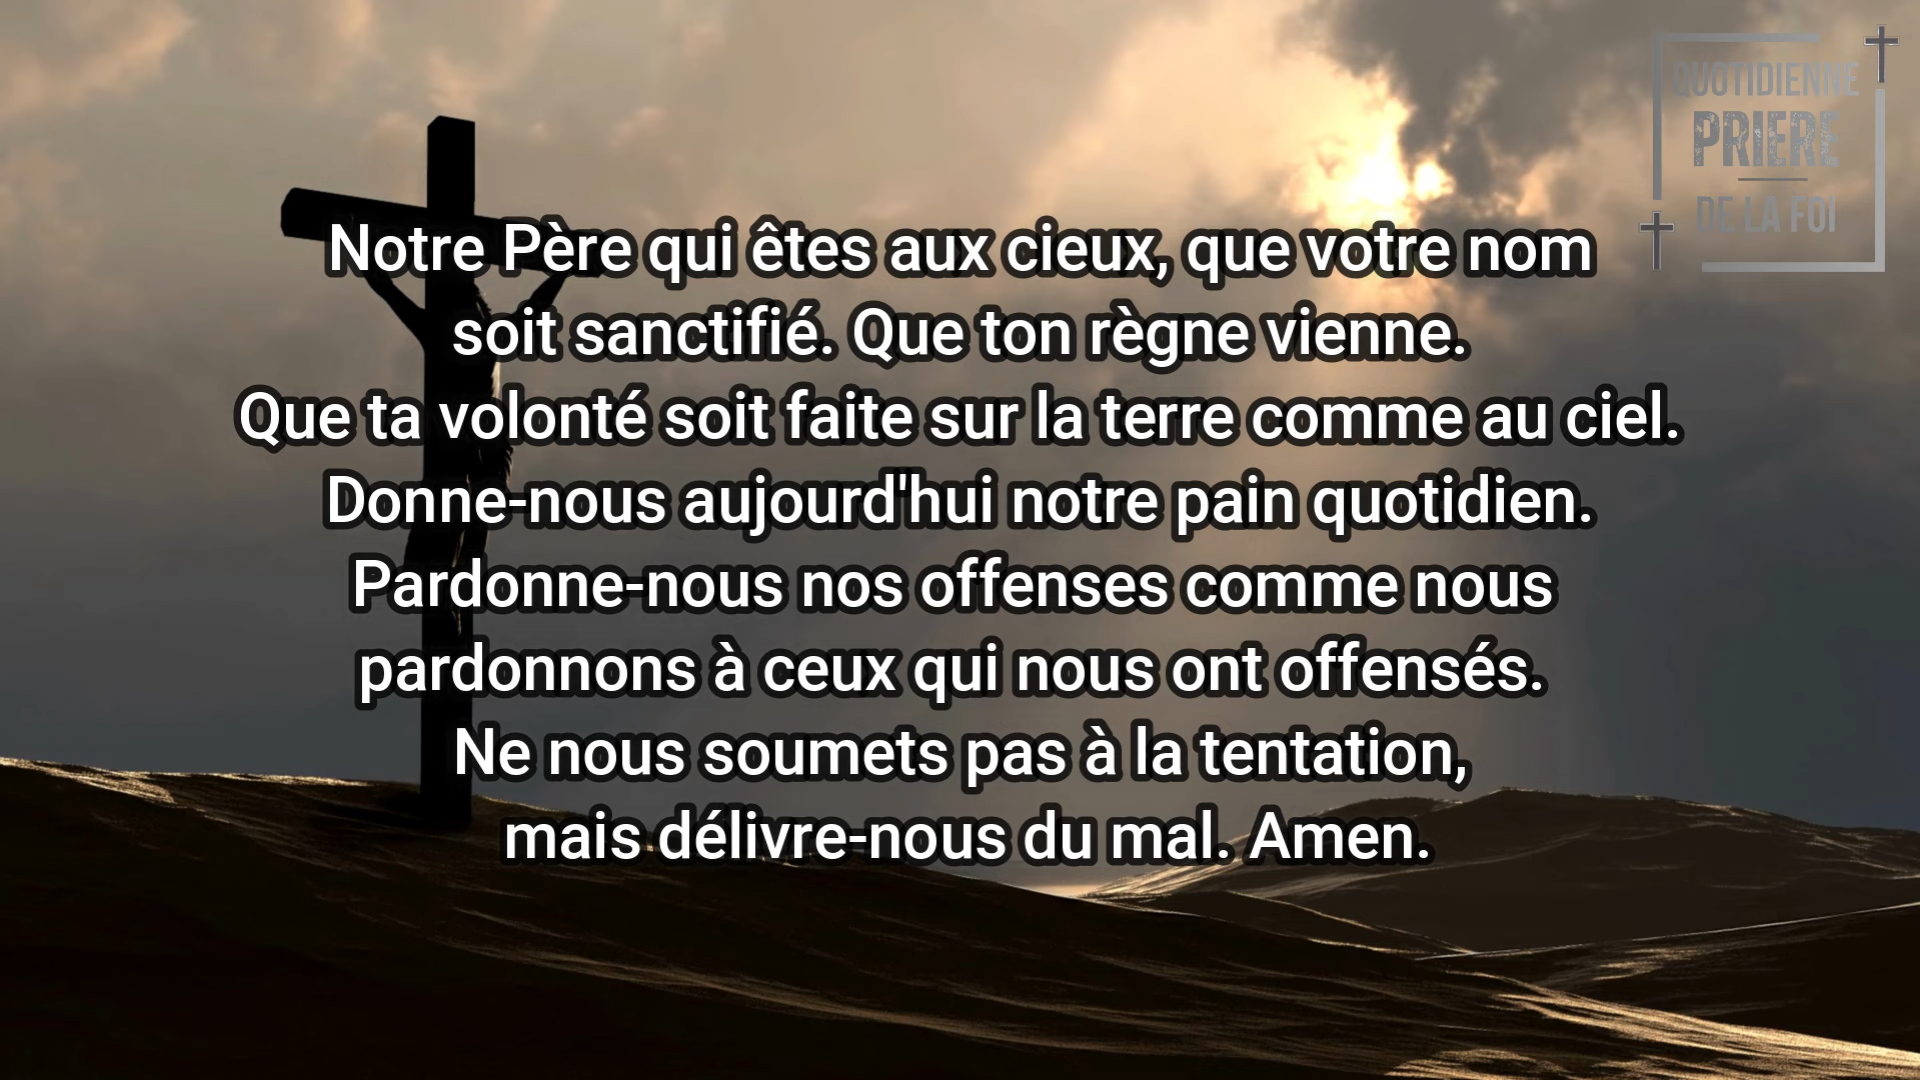 QUOTIDIENNE
PRIERE
DE LA FOI
Notre Père qui êtes aux cieux, que votre nom
soit sanctifié. Que ton règne vienne.
Que ta volonté soit faite sur la terre comme au ciel.
Donne-nous aujourd'hui notre pain quotidien.
Pardonne-nous nos offenses comme nous
pardonnons à ceux qui nous ont offensés.
Ne nous soumets pas à la tentation,
mais délivre-nous du mal. Amen.